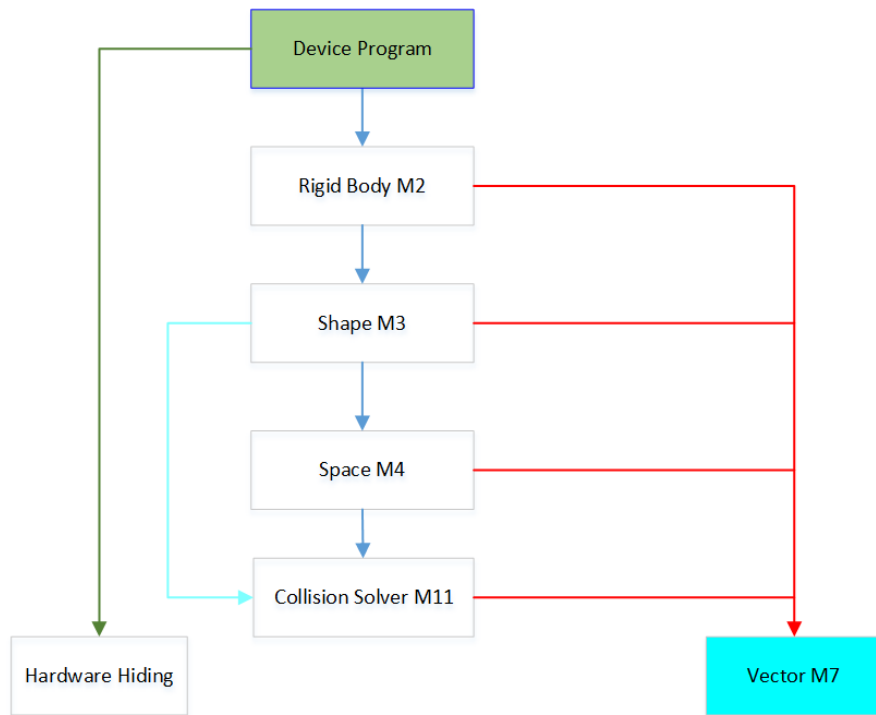 Device Program
Rigid Body M2
Shape M3
Space M4
Collision Solver M11
Hardware Hiding
Vector M7